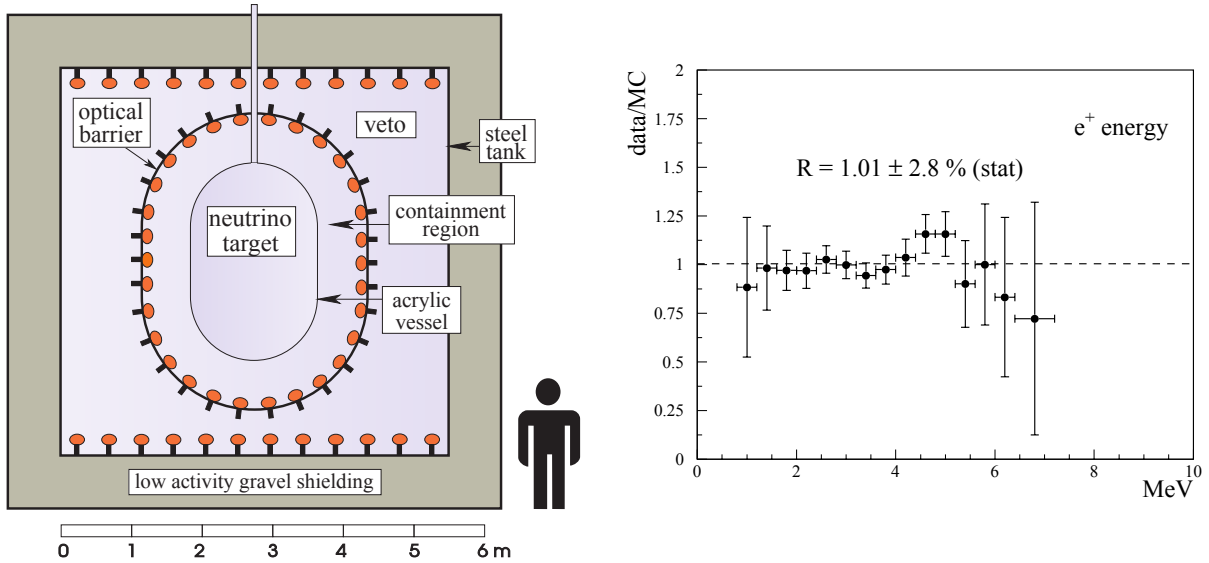 optical
barrier
veto
steel
tank
neutrino
target
containment
region
acrylic
vessel
low activity gravel shielding
0 1 2 3 4 5 6 m
data/MC
2
1.75
1.5
1.25
1
0.75
0.5
0.25
0
e+ energy
R = 1.01 ± 2.8 % (stat)
0 2 4 6 8 10
MeV